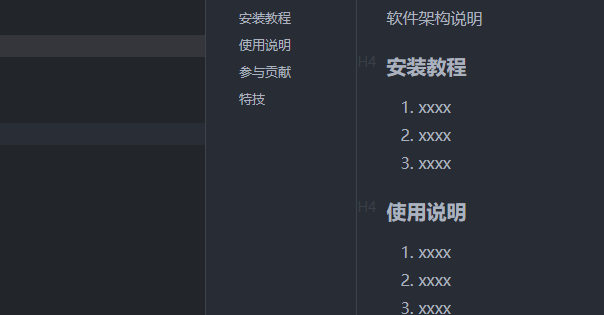 安装教程
使用说明
参与贡献
特技
软件架构说明
H4 安装教程
1. xxxx
2. xxxx
3. xxxx
H4 使用说明
1. xxxx
2. xxxx
3. xxxx